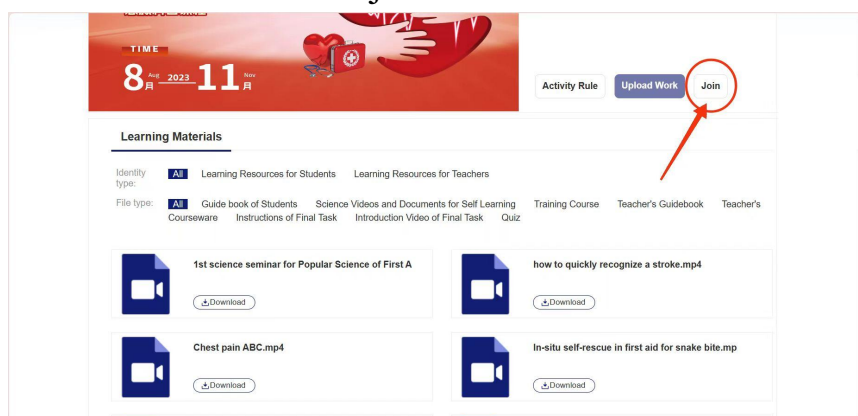 TIME
8月 Aug 2023 11月 Nov
Activity Rule
Upload Work
Join
Learning Materials
Identity type:
All Learning Resources for Students Learning Resources for Teachers
File type:
All Guide book of Students Science Videos and Documents for Self Learning Training Course Teacher's Guidebook Teacher's
Courseware Instructions of Final Task Introduction Video of Final Task Quiz
1st science seminar for Popular Science of First A
Download
how to quickly recognize a stroke.mp4
Download
Chest pain ABC.mp4
Download
In-situ self-rescue in first aid for snake bite.mp
Download